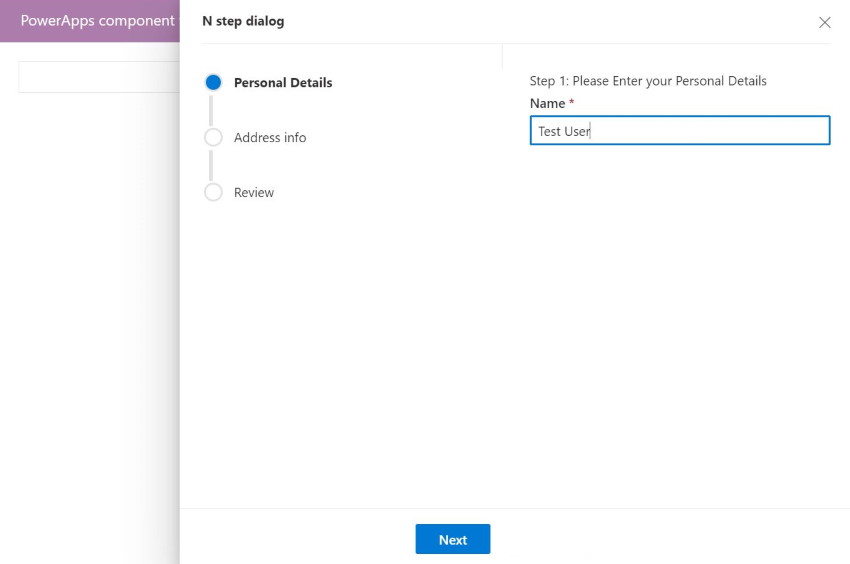 PowerApps component
N step dialog
Personal Details
Address info
Review
Step 1: Please Enter your Personal Details
Name *
Test User
Next